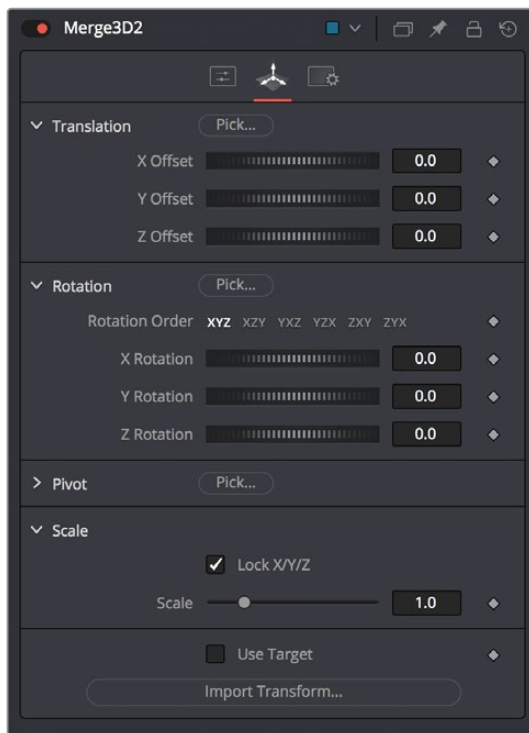 Merge3D2
Translation Pick...
X Offset 0.0
Y Offset 0.0
Z Offset 0.0
Rotation Pick...
Rotation Order XYZ XZY YXZ YZX ZXY ZYX
X Rotation 0.0
Y Rotation 0.0
Z Rotation 0.0
Pivot Pick...
Scale
Lock X/Y/Z
Scale 1.0
Use Target
Import Transform...